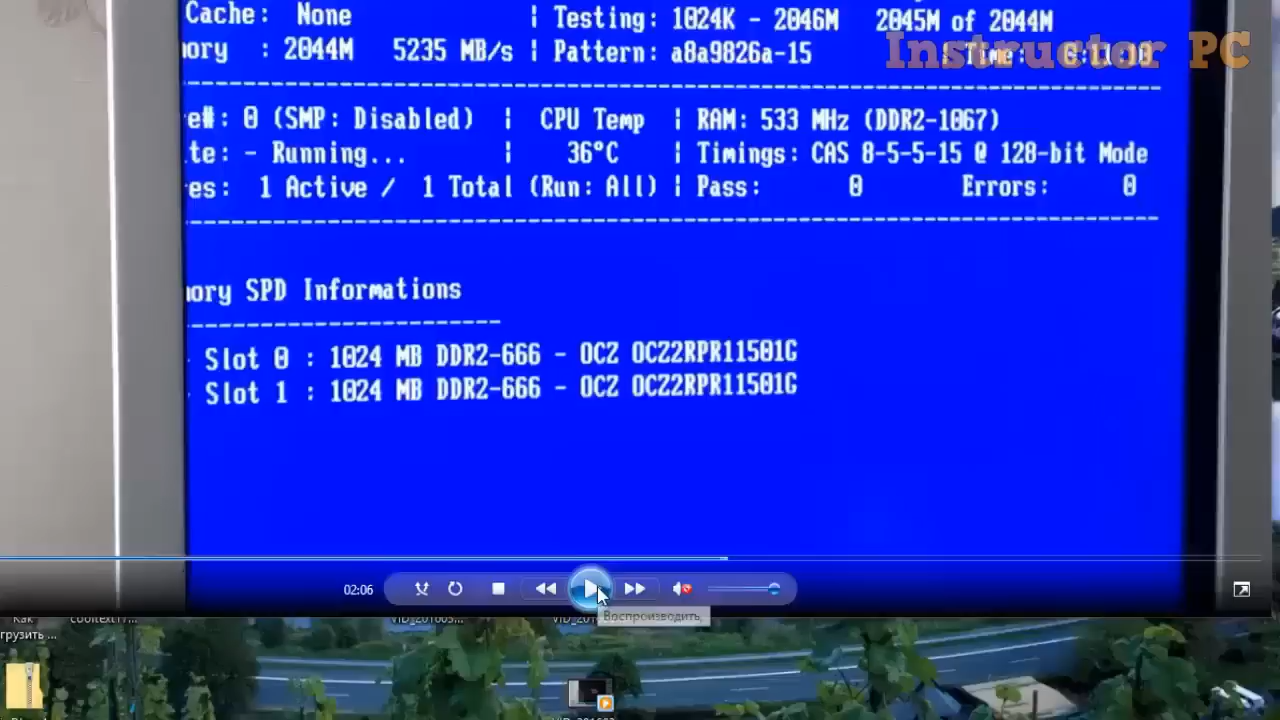 Cache: None | Testing: 1024K - 2046M 2045M of 2044M
Instructor PC
ory : 2044M 5235 MB/s | Pattern: a8a9826a-15 | Time:
e#: 0 (SMP: Disabled) | CPU Temp | RAM: 533 MHz (DDR2-1067)
te: - Running... | 36°C | Timings: CAS 8-5-5-15 @ 128-bit Mode
es: 1 Active / 1 Total (Run: All) | Pass: 0 Errors: 0
ory SPD Informations
- Slot 0 : 1024 MB DDR2-666 - OCZ OCZ2RPR11501G
- Slot 1 : 1024 MB DDR2-666 - OCZ OCZ2RPR11501G
02:06
Воспроизводить
Как
грузить ...